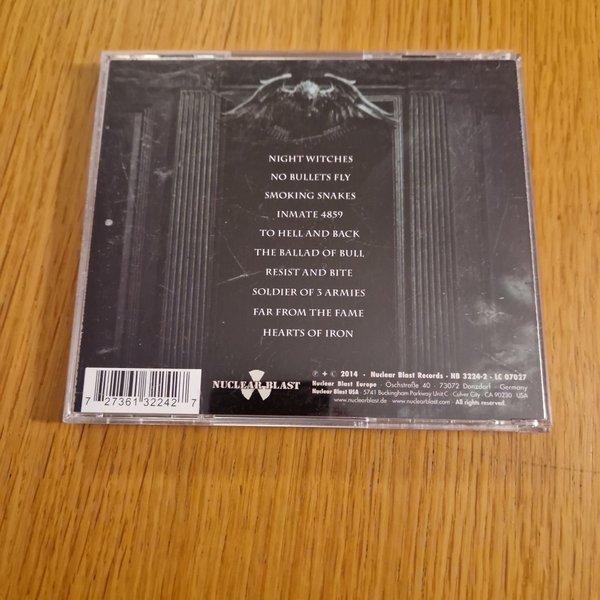 NIGHT WITCHES
NO BULLETS FLY
SMOKING SNAKES
INMATE 4859
TO HELL AND BACK
THE BALLAD OF BULL
RESIST AND BITE
SOLDIER OF 3 ARMIES
FAR FROM THE FAME
HEARTS OF IRON
7 27361 32242 7
NUCLEAR BLAST
℗ + © 2014 · Nuclear Blast Records · NB 3224-2 · LC 07027
Nuclear Blast Europe · Öschstraße 40 · 73072 Donzdorf · Germany
Nuclear Blast USA · 5741 Buckingham Parkway Unit C · Culver City · CA 90230 USA
www.nuclearblast.de www.nuclearblast.com · All rights reserved.